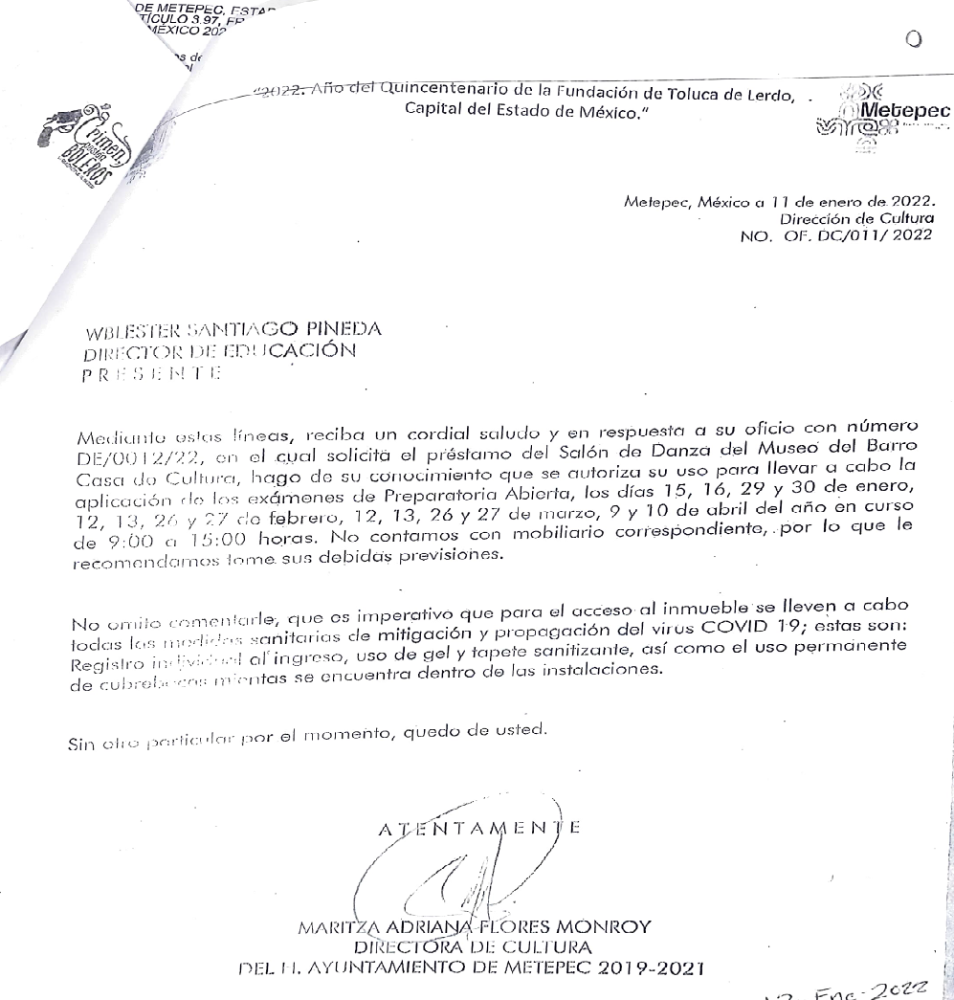 DE METEPEC, ESTA
TÍCULO 3.97, FR
MÉXICO 202
os de
"2022. Año del Quincentenario de la Fundación de Toluca de Lerdo,
Capital del Estado de México."
Crimen,
BOLEROS
Metepec
Metepec, México a 11 de enero de 2022.
Dirección de Cultura
NO. OF. DC/011/ 2022
WBLESTER SANTIAGO PINEDA
DIRECTOR DE EDUCACIÓN
P R E S E N T E
Mediante estas líneas, reciba un cordial saludo y en respuesta a su oficio con número
DE/0012/22, en el cual solicita el préstamo del Salón de Danza del Museo del Barro
Casa de Cultura, hago de su conocimiento que se autoriza su uso para llevar a cabo la
aplicación de los exámenes de Preparatoria Abierta, los días 15, 16, 29 y 30 de enero,
12, 13, 26 y 27 de febrero, 12, 13, 26 y 27 de marzo, 9 y 10 de abril del año en curso
de 9:00 a 15:00 horas. No contamos con mobiliario correspondiente, por lo que le
recomendamos tome sus debidas previsiones.
No omito comentarle, que es imperativo que para el acceso al inmueble se lleven a cabo
todas las medidas sanitarias de mitigación y propagación del virus COVID 19; estas son:
Registro individual al ingreso, uso de gel y tapete sanitizante, así como el uso permanente
de cubrebocas mientas se encuentra dentro de las instalaciones.
Sin otro particular por el momento, quedo de usted.
A T E N T A M E N T E
MARITZA ADRIANA FLORES MONROY
DIRECTORA DE CULTURA
DEL H. AYUNTAMIENTO DE METEPEC 2019-2021
Ene-2022